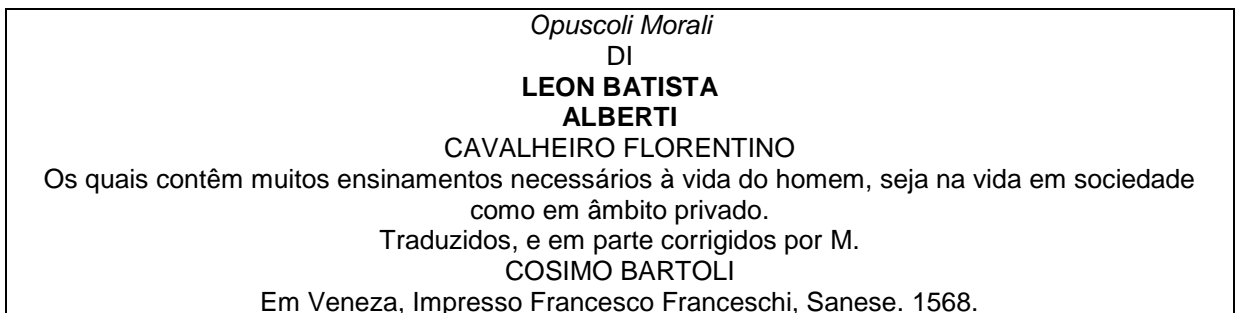 Opuscoli Morali
DI
LEON BATISTA
ALBERTI
CAVALHEIRO FLORENTINO
Os quais contêm muitos ensinamentos necessários à vida do homem, seja na vida em sociedade
como em âmbito privado.
Traduzidos, e em parte corrigidos por M.
COSIMO BARTOLI
Em Veneza, Impresso Francesco Franceschi, Sanese. 1568.